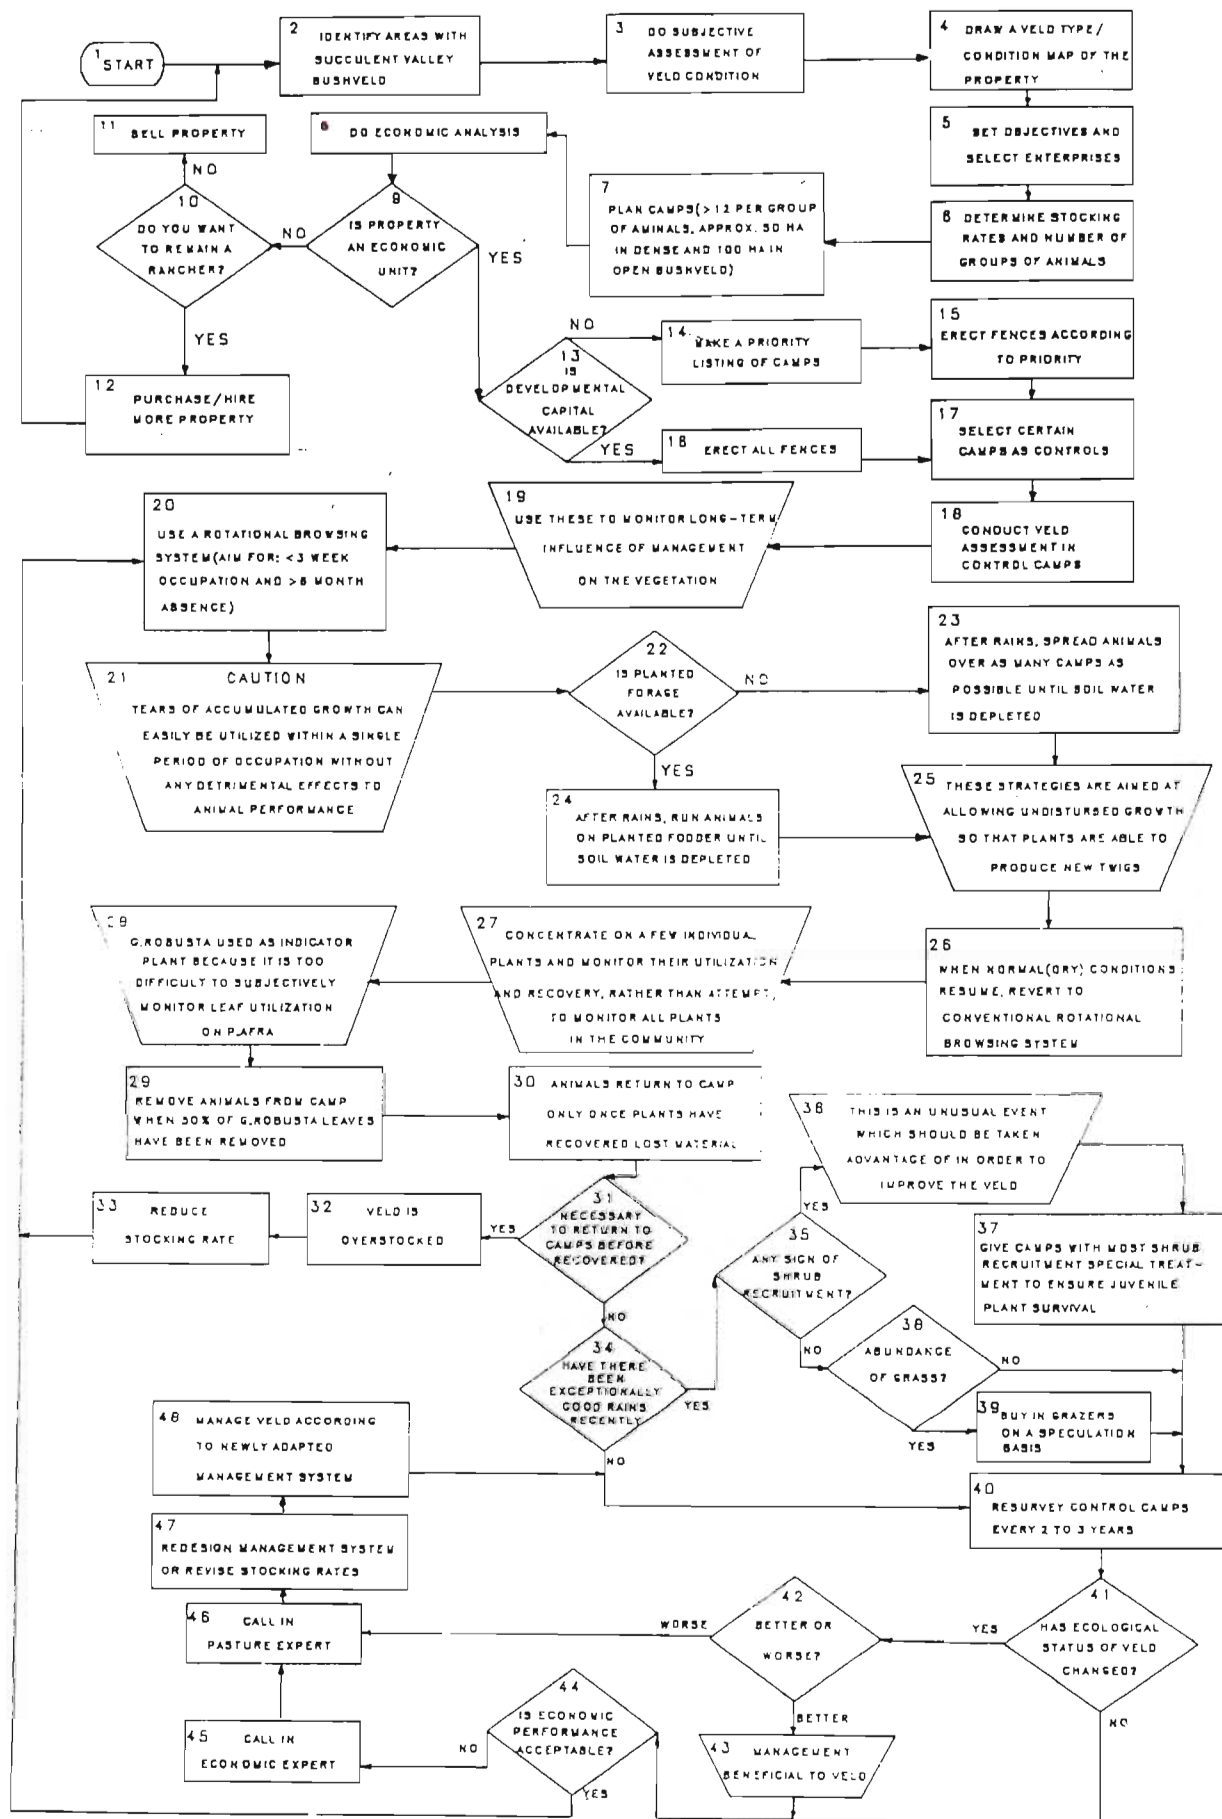 1
START
2
IDENTIFY AREAS WITH
SUCCULENT VALLEY
BUSHVELD
3
DO SUBJECTIVE
ASSESSMENT OF
VELD CONDITION
4
DRAW A VELD TYPE/
CONDITION MAP OF THE
PROPERTY
5
SET OBJECTIVES AND
SELECT ENTERPRISES
6
DETERMINE STOCKING
RATES AND NUMBER OF
GROUPS OF ANIMALS
7
PLAN CAMPS(>12 PER GROUP
OF AMINALS, APPROX. 50 HA
IN DENSE AND 100 HA IN
OPEN BUSHVELD)
8
DO ECONOMIC ANALYSIS
9
IS PROPERTY
AN ECONOMIC
UNIT?
NO
YES
10
DO YOU WANT
TO REMAIN A
RANCHER?
NO
YES
11
SELL PROPERTY
12
PURCHASE/HIRE
MORE PROPERTY
13
IS
DEVELOPMENTAL
CAPITAL
AVAILABLE?
NO
YES
14
MAKE A PRIORITY
LISTING OF CAMPS
15
ERECT FENCES ACCORDING
TO PRIORITY
16
ERECT ALL FENCES
17
SELECT CERTAIN
CAMPS AS CONTROLS
18
CONDUCT VELD
ASSESSMENT IN
CONTROL CAMPS
19
USE THESE TO MONITOR LONG-TERM
INFLUENCE OF MANAGEMENT
ON THE VEGETATION
20
USE A ROTATIONAL BROWSING
SYSTEM(AIM FOR: <3 WEEK
OCCUPATION AND >6 MONTH
ABSENCE)
21
CAUTION
TEARS OF ACCUMULATED GROWTH CAN
EASILY BE UTILIZED WITHIN A SINGLE
PERIOD OF OCCUPATION WITHOUT
ANY DETRIMENTAL EFFECTS TO
ANIMAL PERFORMANCE
22
IS PLANTED
FORAGE
AVAILABLE?
NO
YES
23
AFTER RAINS, SPREAD ANIMALS
OVER AS MANY CAMPS AS
POSSIBLE UNTIL SOIL WATER
IS DEPLETED
24
AFTER RAINS, RUN ANIMALS
ON PLANTED FODDER UNTIL
SOIL WATER IS DEPLETED
25
THESE STRATEGIES ARE AIMED AT
ALLOWING UNDISTURSED GROWTH
SO THAT PLANTS ARE ABLE TO
PRODUCE NEW TWIGS
26
WHEN NORMAL(DRY) CONDITIONS
RESUME, REVERT TO
CONVENTIONAL ROTATIONAL
BROWSING SYSTEM
27
CONCENTRATE ON A FEW INDIVIDUAL
PLANTS AND MONITOR THEIR UTILIZATION
AND RECOVERY, RATHER THAN ATTEMPT,
TO MONITOR ALL PLANTS
IN THE COMMUNITY
G.ROBUSTA USED AS INDICATOR
PLANT BECAUSE IT IS TOO
DIFFICULT TO SUBJECTIVELY
MONITOR LEAF UTILIZATION
ON P.LAFRA
29
REMOVE ANIMALS FROM CAMP
WHEN 50% OF G.ROBUSTA LEAVES
HAVE BEEN REMOVED
30
ANIMALS RETURN TO CAMP
ONLY ONCE PLANTS HAVE
RECOVERED LOST MATERIAL
31
NECESSARY
TO RETURN TO
CAMPS BEFORE
RECOVERED?
YES
NO
32
VELD IS
OVERSTOCKED
33
REDUCE
STOCKING RATE
34
HAVE THERE
BEEN
EXCEPTIONALLY
GOOD RAINS
RECENTLY
YES
NO
35
ANY SIGN OF
SHRUB
RECRUITMENT?
YES
NO
36
THIS IS AN UNUSUAL EVENT
WHICH SHOULD BE TAKEN
ADVANTAGE OF IN ORDER TO
IMPROVE THE VELD
37
GIVE CAMPS WITH MOST SHRUB
RECRUITMENT SPECIAL TREAT-
MENT TO ENSURE JUVENILE
PLANT SURVIVAL
38
ABUNDANCE
OF GRASS?
NO
YES
39
BUY IN GRAZERS
ON A SPECULATION
BASIS
40
RESURVEY CONTROL CAMPS
EVERY 2 TO 3 YEARS
41
HAS ECOLOGICAL
STATUS OF VELD
CHANGED?
YES
NO
42
BETTER OR
WORSE?
WORSE
BETTER
43
MANAGEMENT
BENEFICIAL TO VELD
44
IS ECONOMIC
PERFORMANCE
ACCEPTABLE?
NO
YES
45
CALL IN
ECONOMIC EXPERT
46
CALL IN
PASTURE EXPERT
47
REDESIGN MANAGEMENT SYSTEM
OR REVISE STOCKING RATES
48
MANAGE VELD ACCORDING
TO NEWLY ADAPTED
MANAGEMENT SYSTEM